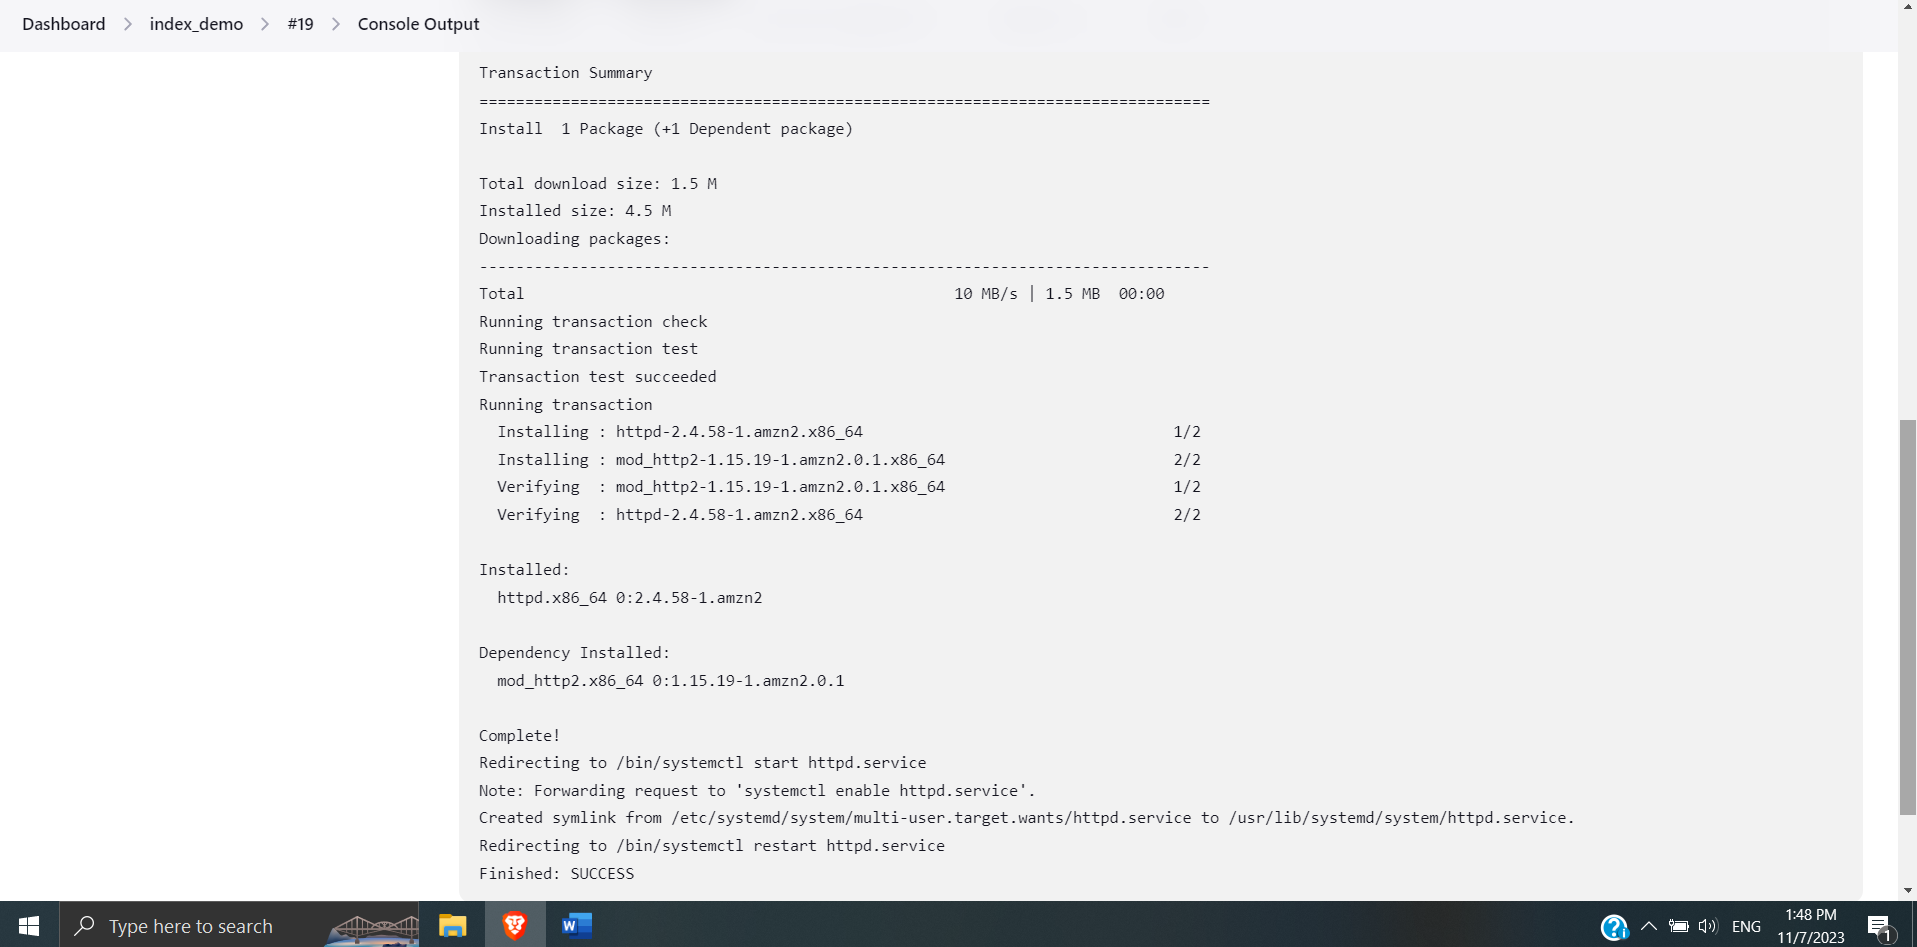 Dashboard > index_demo > #19 > Console Output
Transaction Summary
================================================================================
Install  1 Package (+1 Dependent package)
Total download size: 1.5 M
Installed size: 4.5 M
Downloading packages:
--------------------------------------------------------------------------------
Total                                               10 MB/s | 1.5 MB  00:00
Running transaction check
Running transaction test
Transaction test succeeded
Running transaction
  Installing : httpd-2.4.58-1.amzn2.x86_64                                  1/2
  Installing : mod_http2-1.15.19-1.amzn2.0.1.x86_64                         2/2
  Verifying  : mod_http2-1.15.19-1.amzn2.0.1.x86_64                         1/2
  Verifying  : httpd-2.4.58-1.amzn2.x86_64                                  2/2
Installed:
  httpd.x86_64 0:2.4.58-1.amzn2
Dependency Installed:
  mod_http2.x86_64 0:1.15.19-1.amzn2.0.1
Complete!
Redirecting to /bin/systemctl start httpd.service
Note: Forwarding request to 'systemctl enable httpd.service'.
Created symlink from /etc/systemd/system/multi-user.target.wants/httpd.service to /usr/lib/systemd/system/httpd.service.
Redirecting to /bin/systemctl restart httpd.service
Finished: SUCCESS
Type here to search
W
ENG
1:48 PM
11/7/2023
1